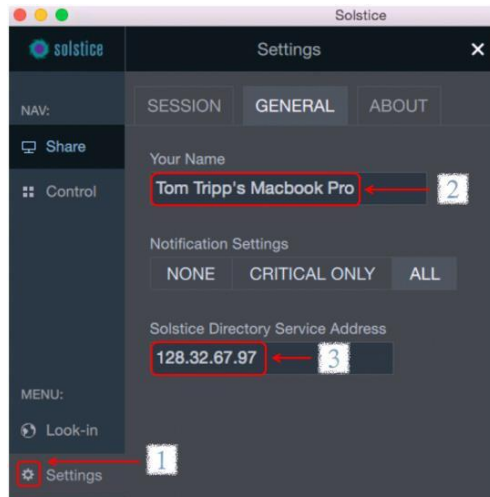 Solstice
solstice
Settings
×
NAV:
Share
Control
SESSION GENERAL ABOUT
Your Name
Tom Tripp's Macbook Pro
2
Notification Settings
NONE CRITICAL ONLY ALL
Solstice Directory Service Address
128.32.67.97
3
MENU:
Look-in
1
Settings